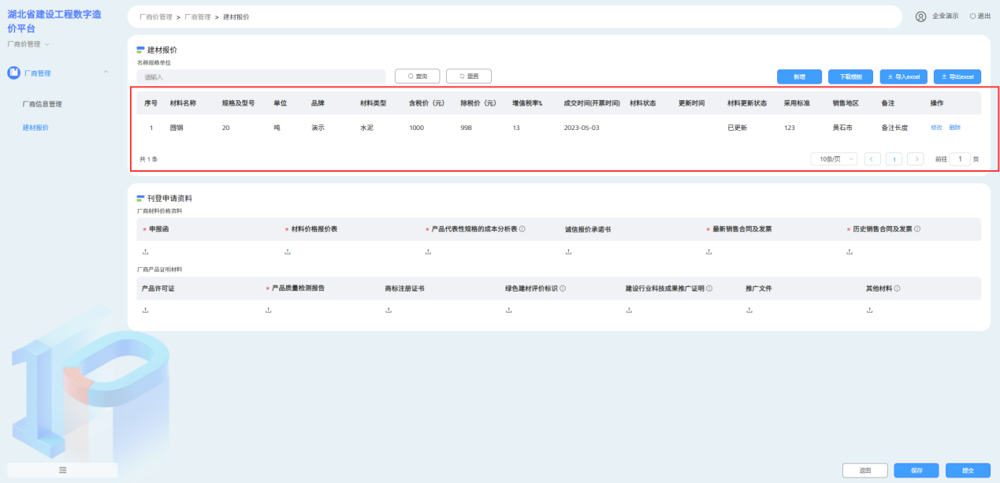 湖北省建设工程数字造
价平台
厂商价管理
厂商管理
厂商信息管理
建材报价
厂商价管理 > 厂商管理 > 建材报价
企业演示 退出
建材报价
名称规格单位
请输入 查询 重置 新增 下载模板 导入excel 导出excel
序号 材料名称 规格及型号 单位 品牌 材料类型 含税价（元） 除税价（元） 增值税率% 成交时间(开票时间) 材料状态 更新时间 材料更新状态 采用标准 销售地区 备注 操作
1 圆钢 20 吨 演示 水泥 1000 998 13 2023-05-03 已更新 123 黄石市 备注长度 修改 删除
共 1 条 10条/页 1 前往 1 页
刊登申请资料
厂商材料价格资料
* 申报函 * 材料价格报价表 * 产品代表性规格的成本分析表 诚信报价承诺书 * 最新销售合同及发票 * 历史销售合同及发票
厂商产品证明材料
产品许可证 * 产品质量检测报告 商标注册证书 绿色建材评价标识 建设行业科技成果推广证明 推广文件 其他材料
返回 保存 提交